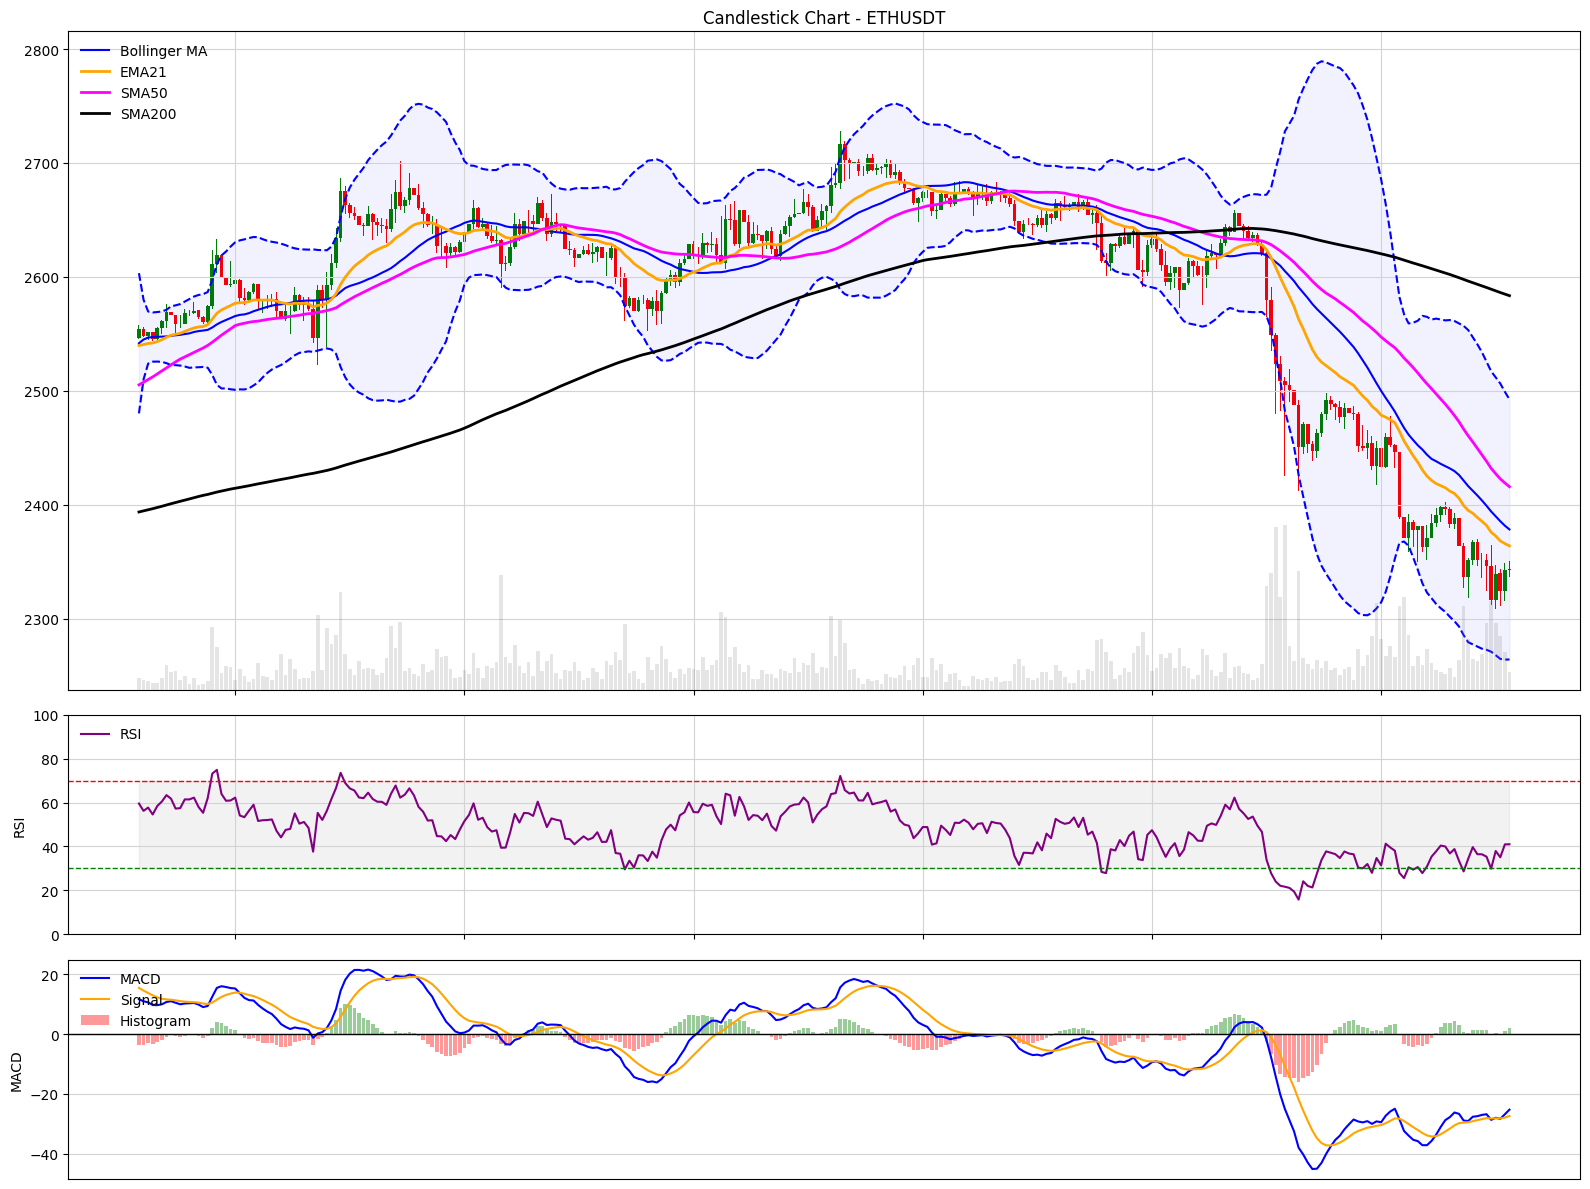 Candlestick Chart - ETHUSDT
2800
2700
2600
2500
2400
2300
Bollinger MA
EMA21
SMA50
SMA200
100
80
60
40
20
0
RSI
RSI
20
0
−20
−40
MACD
MACD
Signal
Histogram